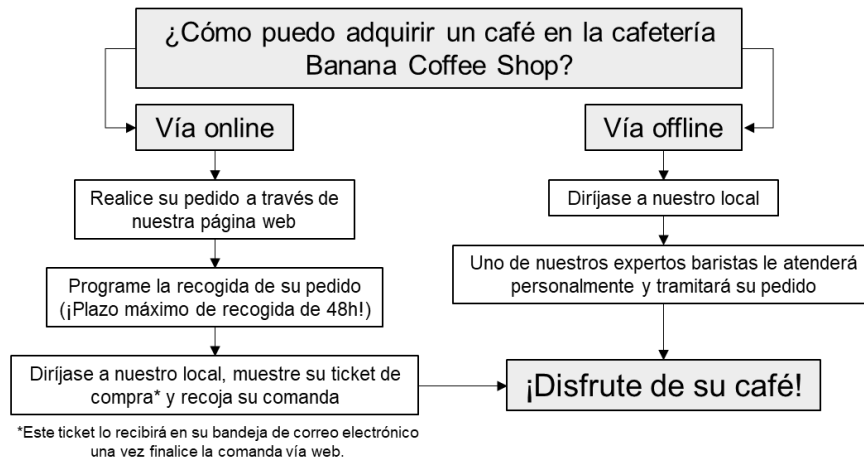 ¿Cómo puedo adquirir un café en la cafetería
Banana Coffee Shop?
Vía online
Realice su pedido a través de
nuestra página web
Programe la recogida de su pedido
(¡Plazo máximo de recogida de 48h!)
Diríjase a nuestro local, muestre su ticket de
compra* y recoja su comanda
*Este ticket lo recibirá en su bandeja de correo electrónico
una vez finalice la comanda vía web.
Vía offline
Diríjase a nuestro local
Uno de nuestros expertos baristas le atenderá
personalmente y tramitará su pedido
¡Disfrute de su café!